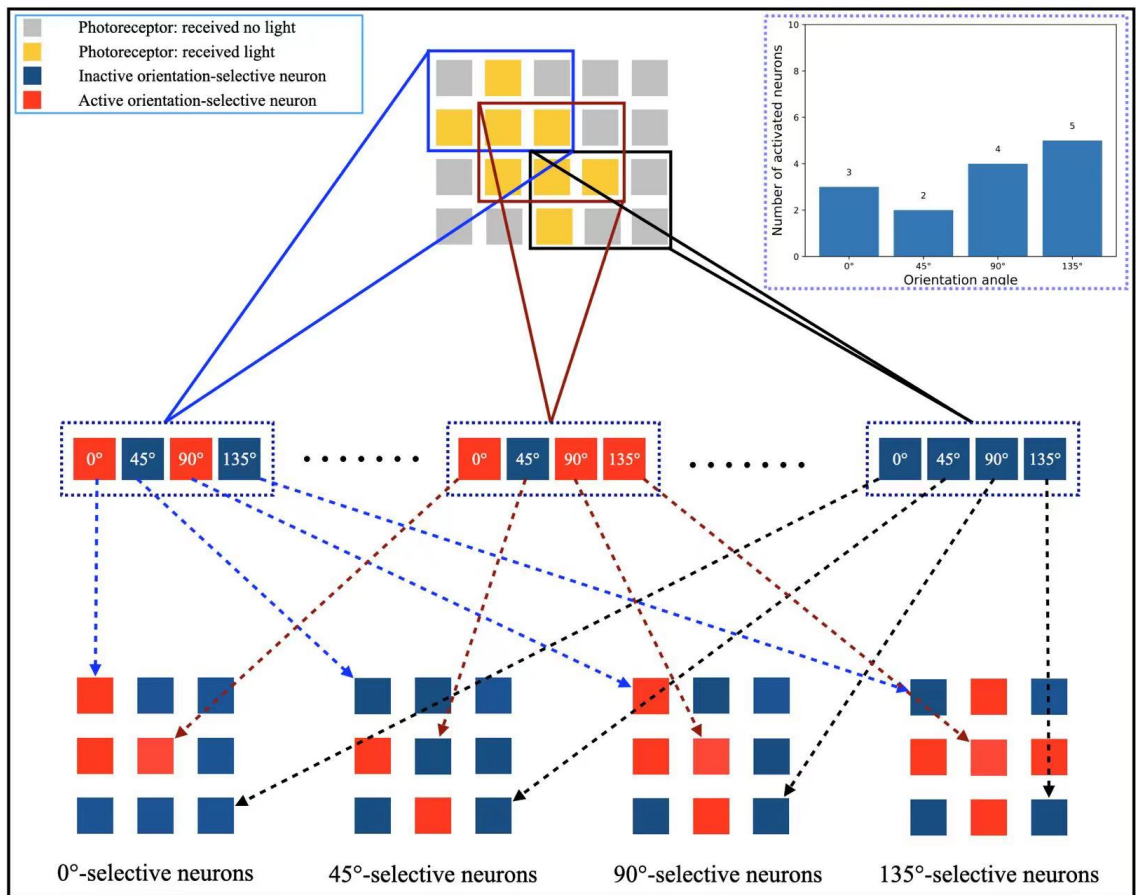 Photoreceptor: received no light
Photoreceptor: received light
Inactive orientation-selective neuron
Active orientation-selective neuron
Number of activated neurons
10
8
6
4
2
0
3
2
4
5
0°
45°
90°
135°
Orientation angle
0° 45° 90° 135°
0° 45° 90° 135°
0° 45° 90° 135°
0°-selective neurons
45°-selective neurons
90°-selective neurons
135°-selective neurons